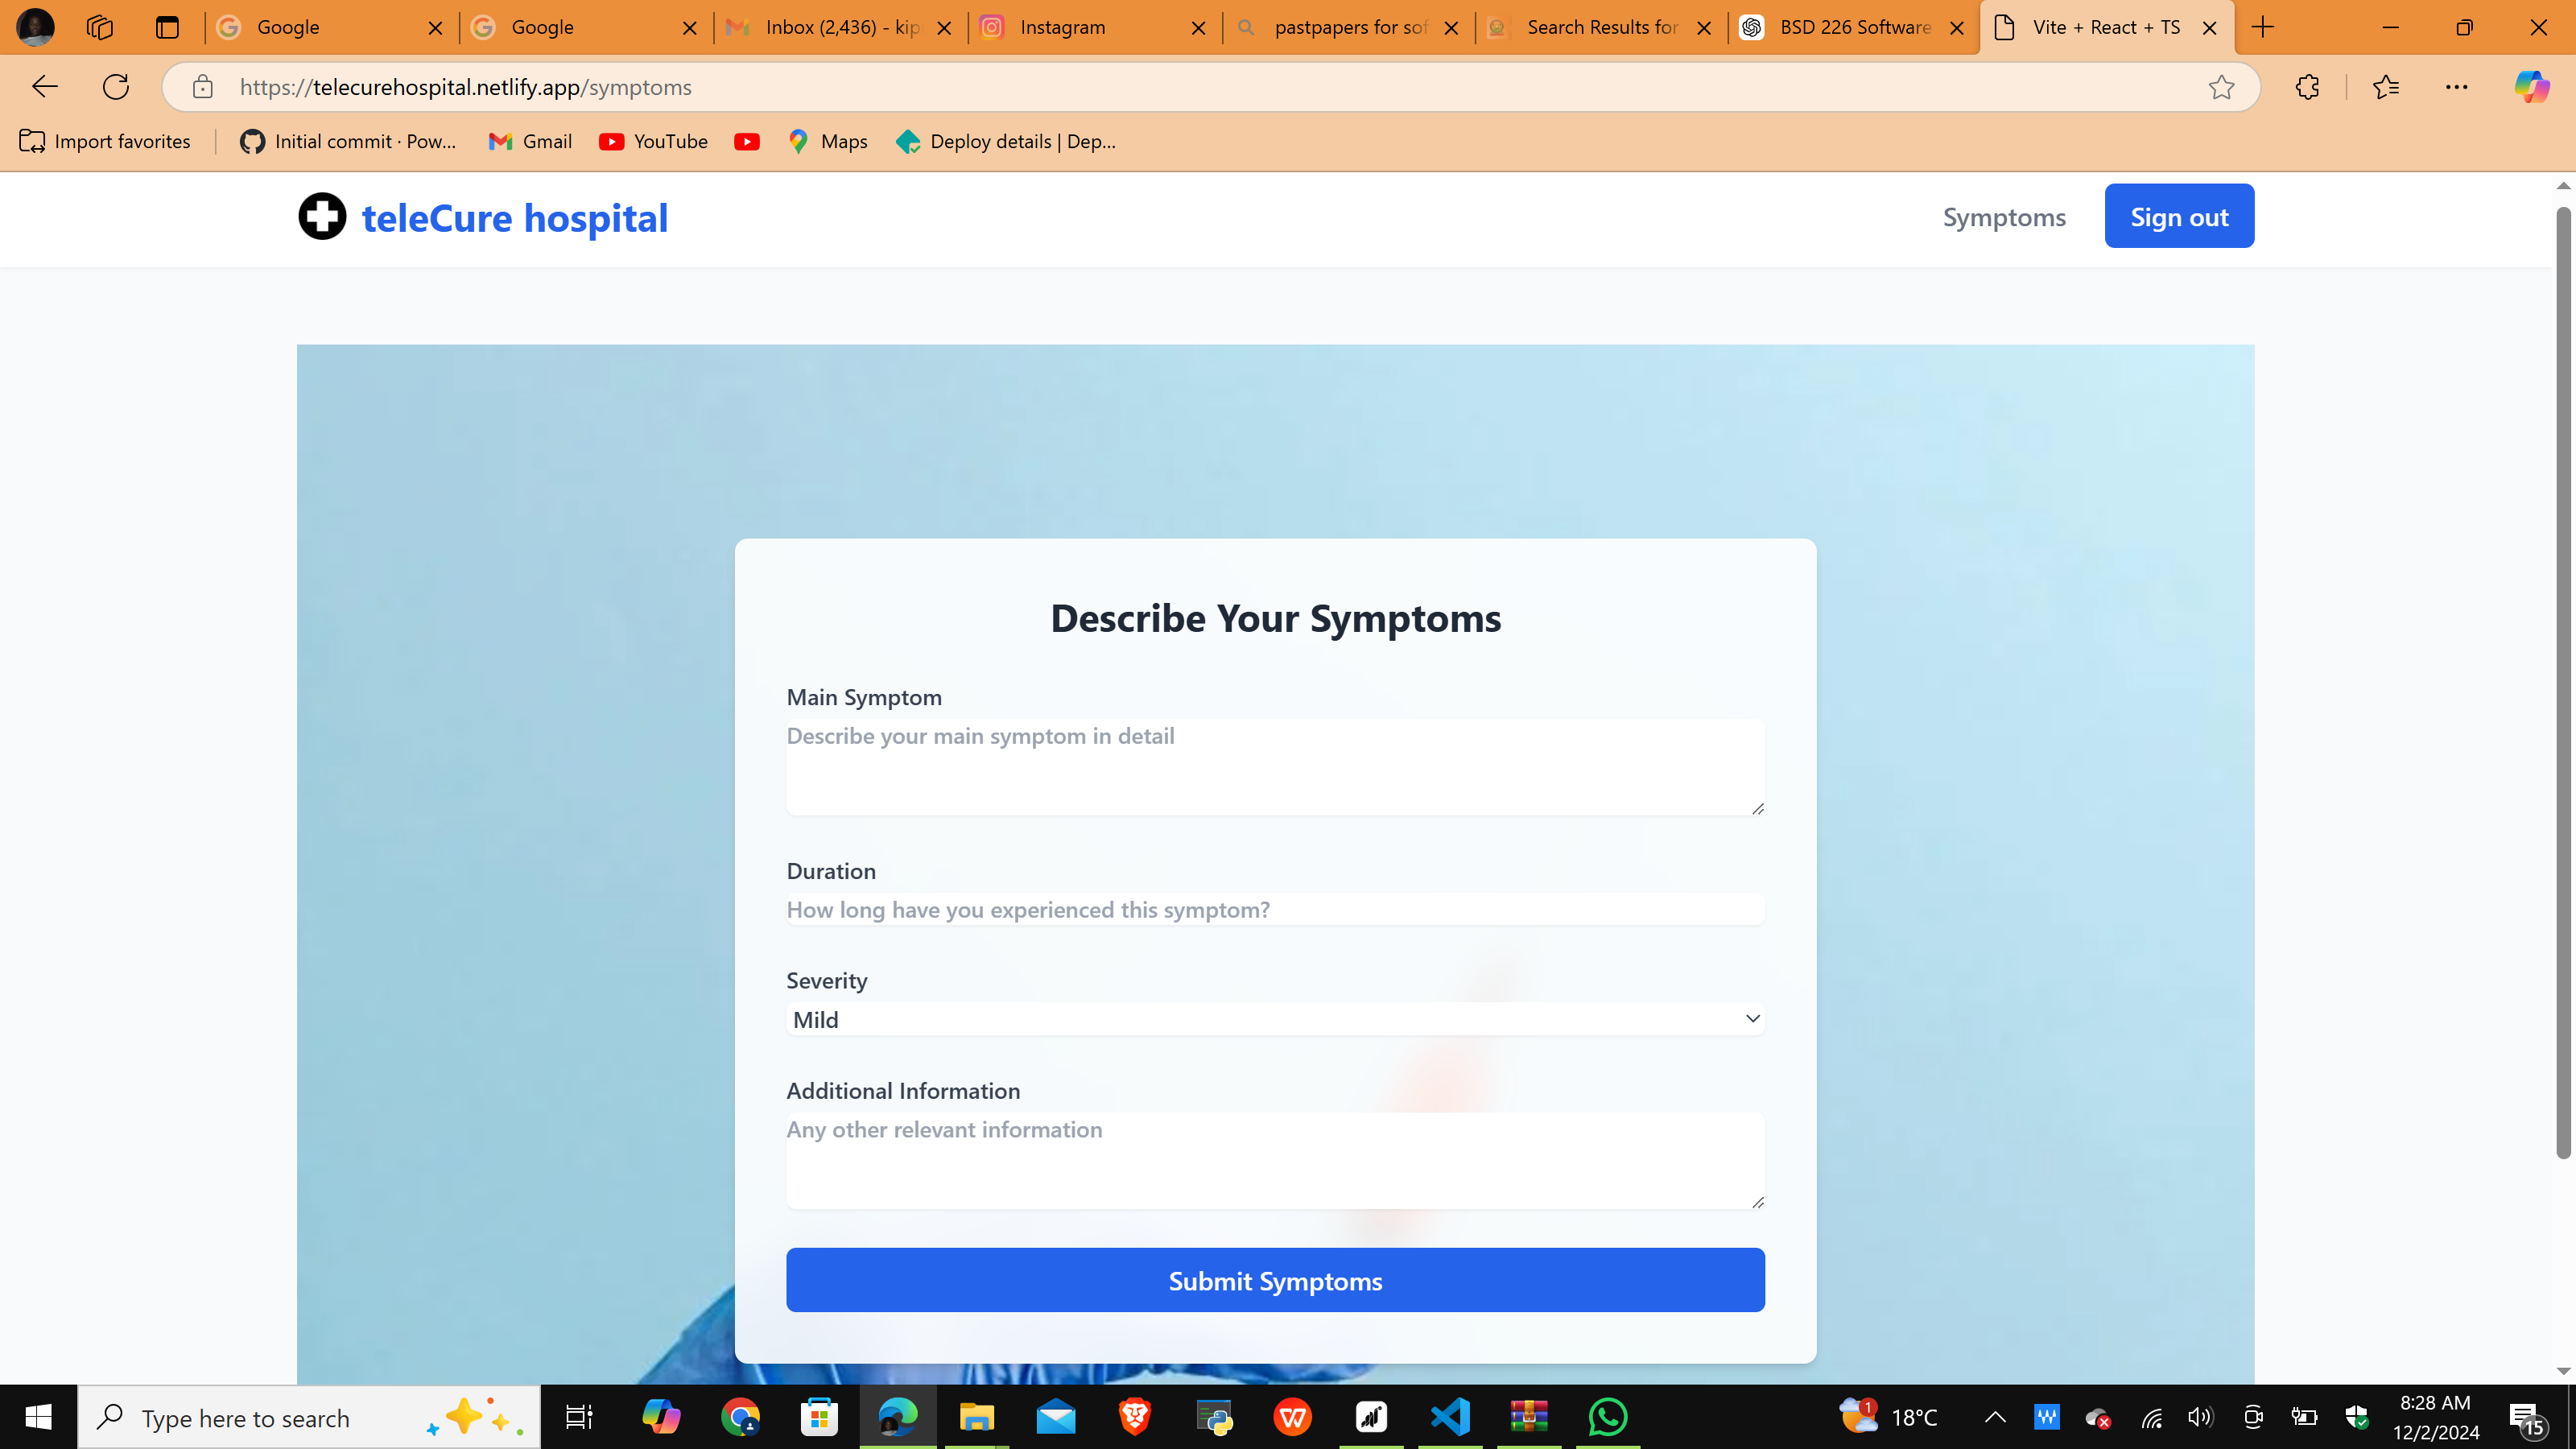 Google
Google
Inbox (2,436) - kip
Instagram
pastpapers for sof
Search Results for
BSD 226 Software
Vite + React + TS
https://telecurehospital.netlify.app/symptoms
Import favorites
Initial commit · Pow...
Gmail
YouTube
Maps
Deploy details | Dep...
teleCure hospital
Symptoms
Sign out
Describe Your Symptoms
Main Symptom
Describe your main symptom in detail
Duration
How long have you experienced this symptom?
Severity
Mild
Additional Information
Any other relevant information
Submit Symptoms
Type here to search
1
18°C
8:28 AM
12/2/2024
15